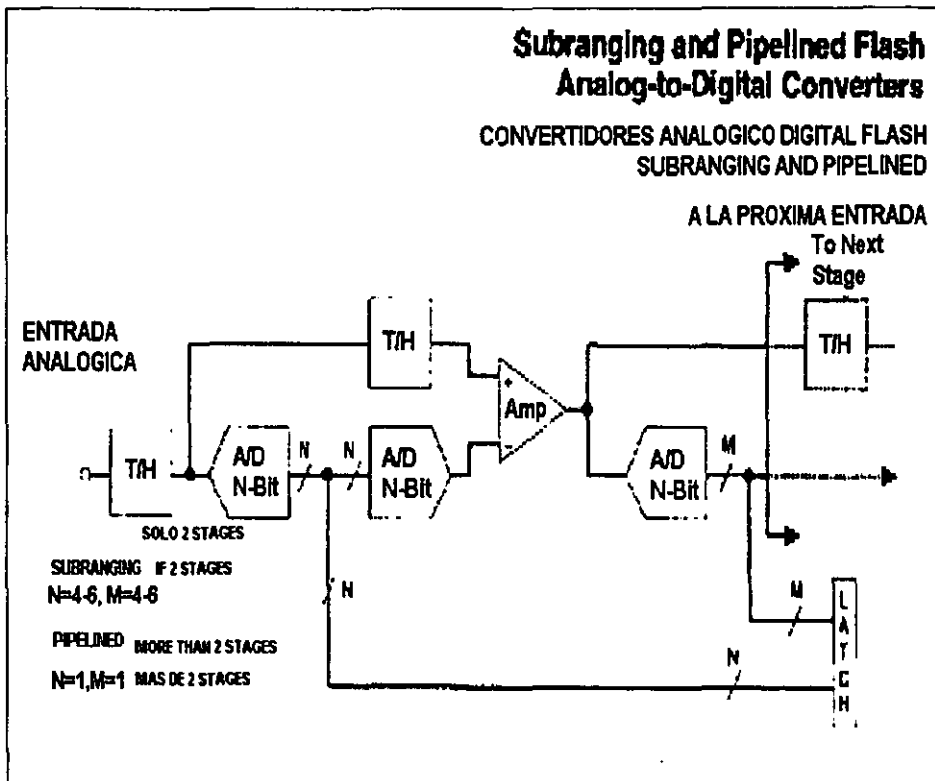 Subranging and Pipelined Flash
Analog-to-Digital Converters
CONVERTIDORES ANALOGICO DIGITAL FLASH
SUBRANGING AND PIPELINED
A LA PROXIMA ENTRADA
To Next
Stage
ENTRADA
ANALOGICA
T/H
T/H
Amp
+
-
T/H
A/D
N-Bit
N
N
A/D
N-Bit
A/D
N-Bit
M
SOLO 2 STAGES
SUBRANGING IF 2 STAGES
N=4-6, M=4-6
N
PIPELINED MORE THAN 2 STAGES
N=1,M=1 MAS DE 2 STAGES
M
N
LATCH